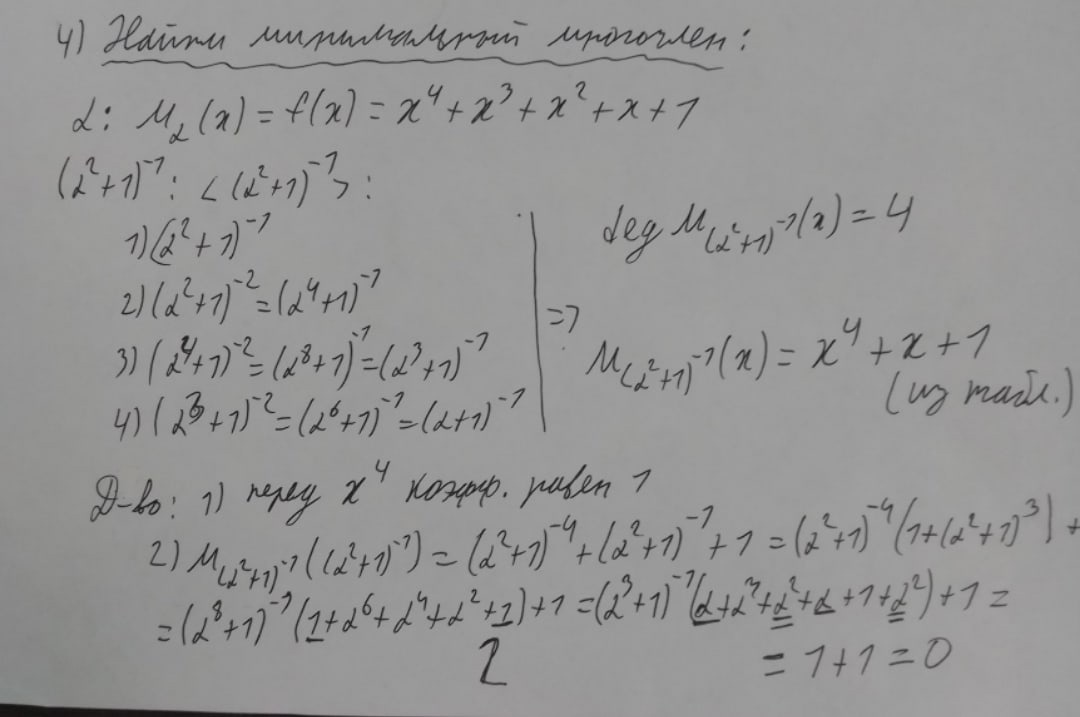 4) Найти минимальный многочлен:
α: M_α(x) = f(x) = x⁴ + x³ + x² + x + 1
(α²+1)⁻¹: <(α²+1)⁻¹>:
1) (α²+1)⁻¹
2) (α²+1)⁻² = (α⁴+1)⁻¹
3) (α⁴+1)⁻² = (α⁸+1)⁻¹ = (α³+1)⁻¹
4) (α³+1)⁻² = (α⁶+1)⁻¹ = (α+1)⁻¹
=>
deg M_(α²+1)⁻¹(x) = 4
M_(α²+1)⁻¹(x) = x⁴ + x + 1
(из табл.)
Д-во: 1) перед x⁴ коэфф. равен 1
2) M_(α²+1)⁻¹((α²+1)⁻¹) = (α²+1)⁻⁴ + (α²+1)⁻¹ + 1 = (α²+1)⁻⁴(1+(α²+1)³) +
= (α⁸+1)⁻¹(1+α⁶+α⁴+α²+1)+1 = (α³+1)⁻¹(α+α³+α²+α+1+α²)+1 =
= 1+1 = 0
2